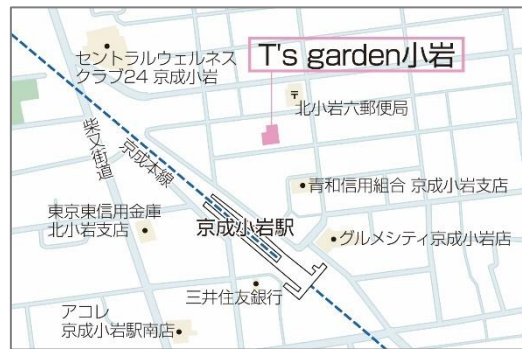 セントラルウェルネス
クラブ24 京成小岩
T's garden小岩
〒
北小岩六郵便局
柴又街道
京成本線
青和信用組合 京成小岩支店
東京東信用金庫
北小岩支店
京成小岩駅
グルメシティ京成小岩店
三井住友銀行
アコレ
京成小岩駅南店